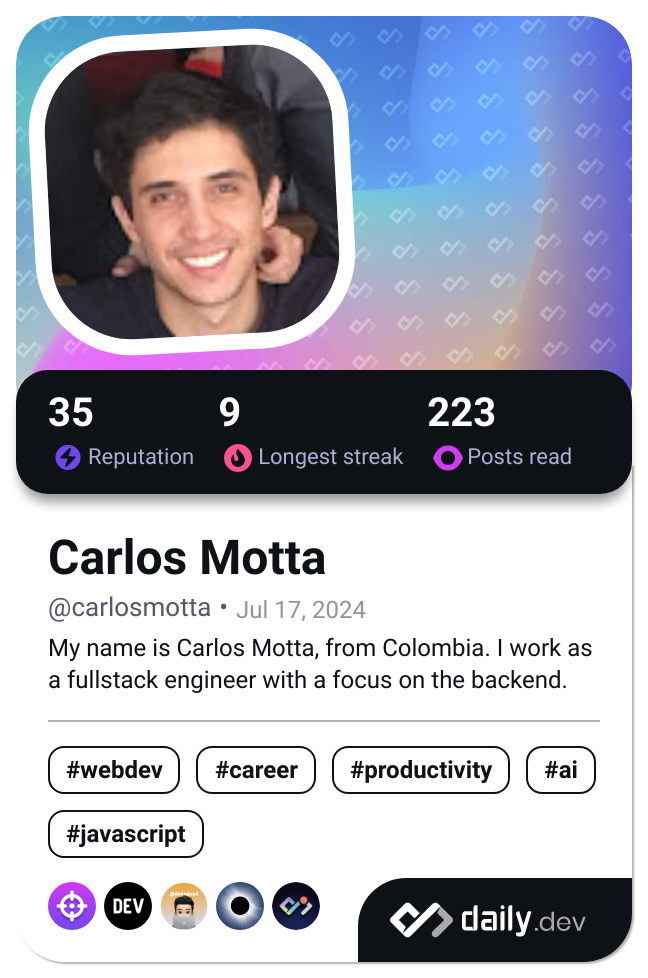 35 9 223
Reputation Longest streak Posts read
Carlos Motta
@carlosmotta • Jul 17, 2024
My name is Carlos Motta, from Colombia. I work as
a fullstack engineer with a focus on the backend.
#webdev #career #productivity #ai
#javascript
DEV daily.dev